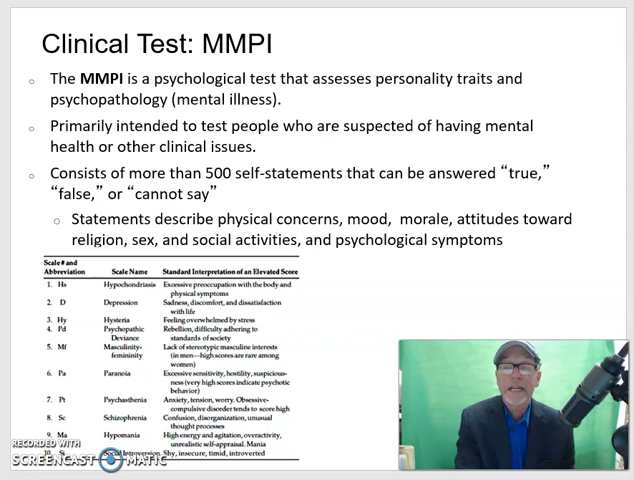 Clinical Test: MMPI
The MMPI is a psychological test that assesses personality traits and
psychopathology (mental illness).
Primarily intended to test people who are suspected of having mental
health or other clinical issues.
Consists of more than 500 self-statements that can be answered “true,”
“false,” or “cannot say”
Statements describe physical concerns, mood, morale, attitudes toward
religion, sex, and social activities, and psychological symptoms
Scale # and
Abbreviation Scale Name Standard Interpretation of an Elevated Score
1. Hs Hypochondriasis Excessive preoccupation with the body and
physical symptoms
2. D Depression Sadness, discomfort, and dissatisfaction
with life
3. Hy Hysteria Feeling overwhelmed by stress
4. Pd Psychopathic Rebellion, difficulty adhering to
Deviance standards of society
5. Mf Masculinity- Lack of stereotypic masculine interests
femininity (in men—high scores are rare among
women)
6. Pa Paranoia Excessive sensitivity, hostility, suspicious-
ness (very high scores indicate psychotic
behavior)
7. Pt Psychasthenia Anxiety, tension, worry. Obsessive-
compulsive disorder tends to score high
8. Sc Schizophrenia Confusion, disorganization, unusual
thought processes
9. Ma Hypomania High energy and agitation, overactivity,
unrealistic self-appraisal. Mania
10. Si Social Introversion Shy, insecure, timid, introverted
RECORDED WITH
SCREENCAST MATIC